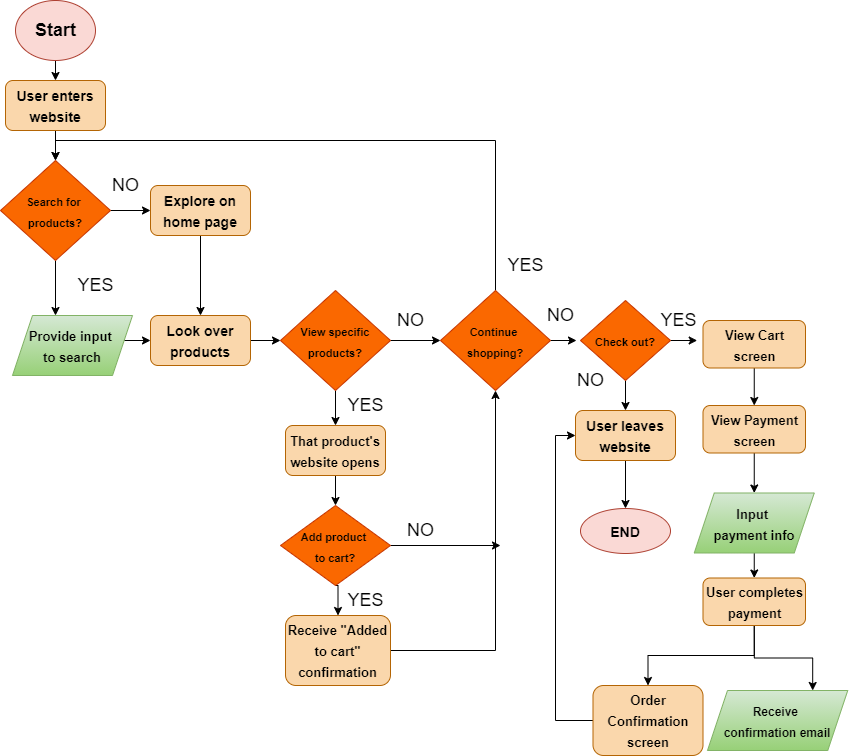 Start
User enters
website
Search for
products?
NO
Explore on
home page
YES
Provide input
to search
Look over
products
View specific
products?
NO
YES
That product's
website opens
Add product
to cart?
NO
YES
Receive "Added
to cart"
confirmation
Continue
shopping?
YES
NO
Check out?
YES
NO
User leaves
website
END
View Cart
screen
View Payment
screen
Input
payment info
User completes
payment
Order
Confirmation
screen
Receive
confirmation email